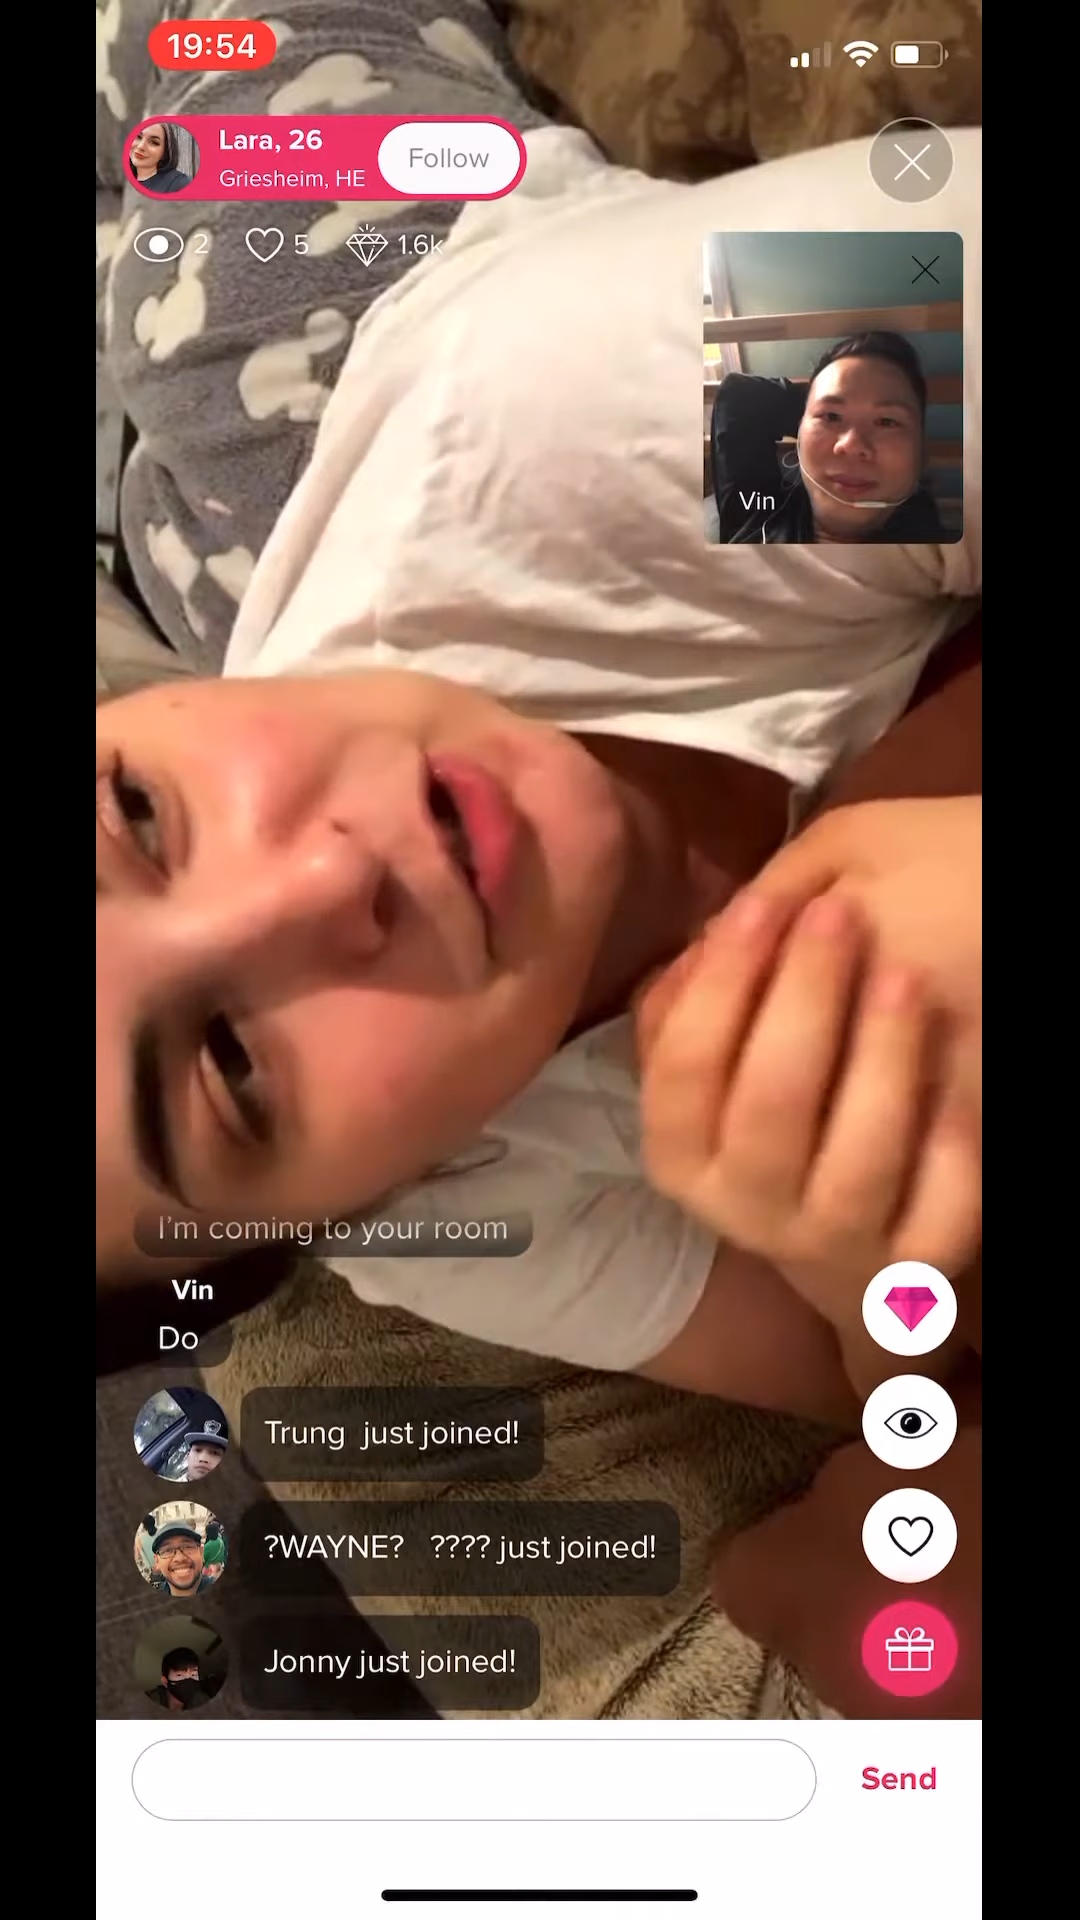 19:54
Lara, 26
Griesheim, HE
Follow
2
5
1.6k
Vin
I'm coming to your room
Vin
Do
Trung just joined!
?WAYNE? ???? just joined!
Jonny just joined!
Send